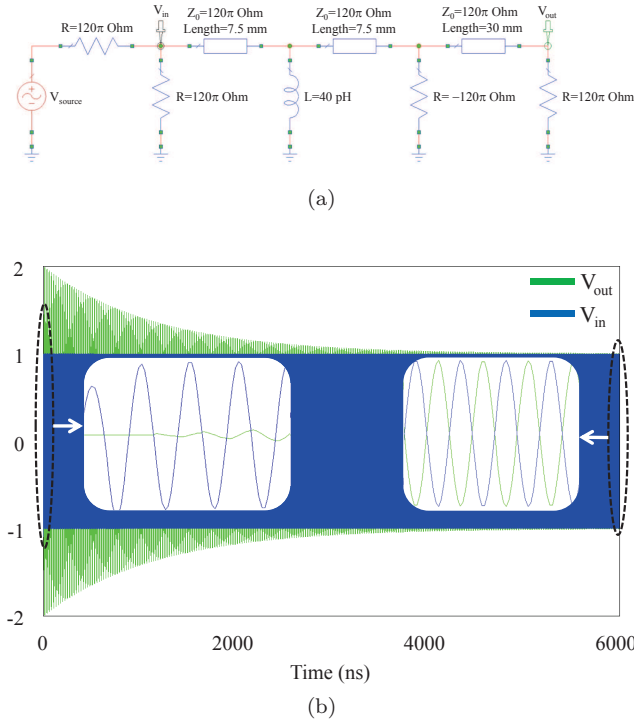 V_in
V_out
Z_0=120π Ohm
Length=7.5 mm
Z_0=120π Ohm
Length=7.5 mm
Z_0=120π Ohm
Length=30 mm
R=120π Ohm
V_source
R=120π Ohm
L=40 pH
R= −120π Ohm
R=120π Ohm
(a)
2
1
0
-1
-2
V_out
V_in
0
2000
4000
6000
Time (ns)
(b)